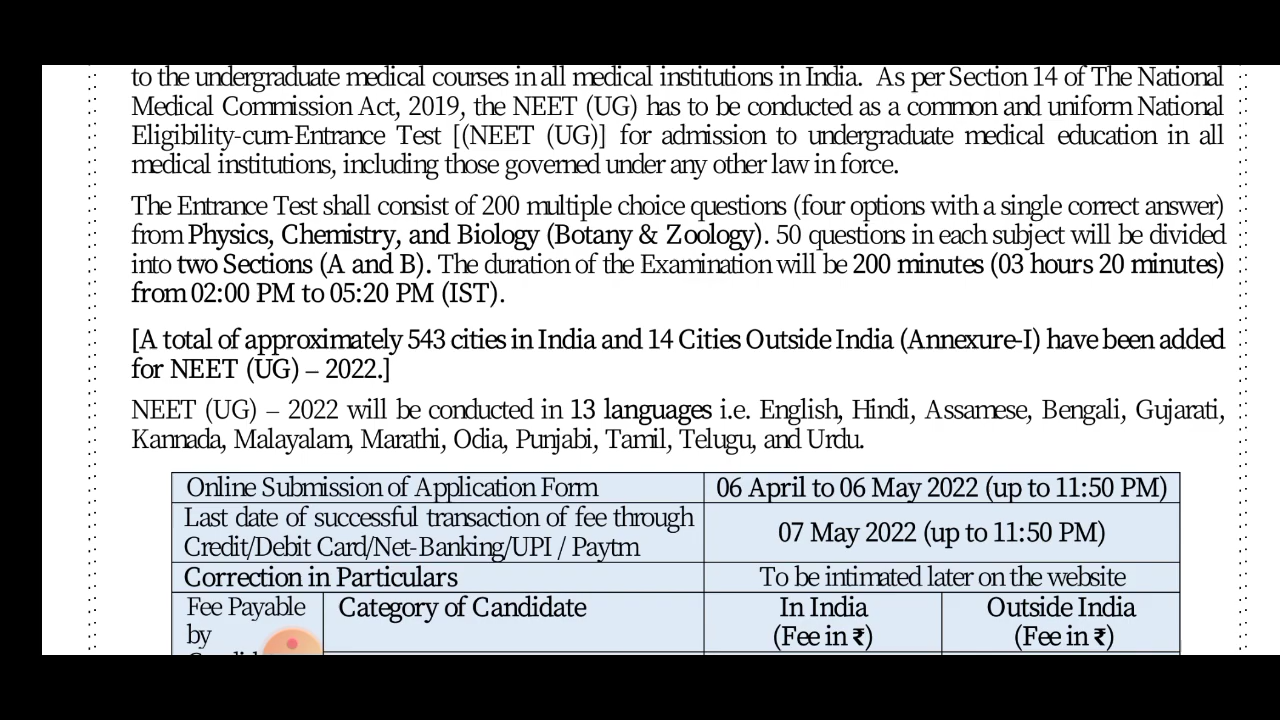 to the undergraduate medical courses in all medical institutions in India. As per Section 14 of The National
Medical Commission Act, 2019, the NEET (UG) has to be conducted as a common and uniform National
Eligibility-cum-Entrance Test [(NEET (UG)] for admission to undergraduate medical education in all
medical institutions, including those governed under any other law in force.
The Entrance Test shall consist of 200 multiple choice questions (four options with a single correct answer)
from Physics, Chemistry, and Biology (Botany & Zoology). 50 questions in each subject will be divided
into two Sections (A and B). The duration of the Examination will be 200 minutes (03 hours 20 minutes)
from 02:00 PM to 05:20 PM (IST).
[A total of approximately 543 cities in India and 14 Cities Outside India (Annexure-I) have been added
for NEET (UG) – 2022.]
NEET (UG) – 2022 will be conducted in 13 languages i.e. English, Hindi, Assamese, Bengali, Gujarati,
Kannada, Malayalam, Marathi, Odia, Punjabi, Tamil, Telugu, and Urdu.
Online Submission of Application Form 06 April to 06 May 2022 (up to 11:50 PM)
Last date of successful transaction of fee through
Credit/Debit Card/Net-Banking/UPI / Paytm 07 May 2022 (up to 11:50 PM)
Correction in Particulars To be intimated later on the website
Fee Payable Category of Candidate In India Outside India
by (Fee in ₹) (Fee in ₹)